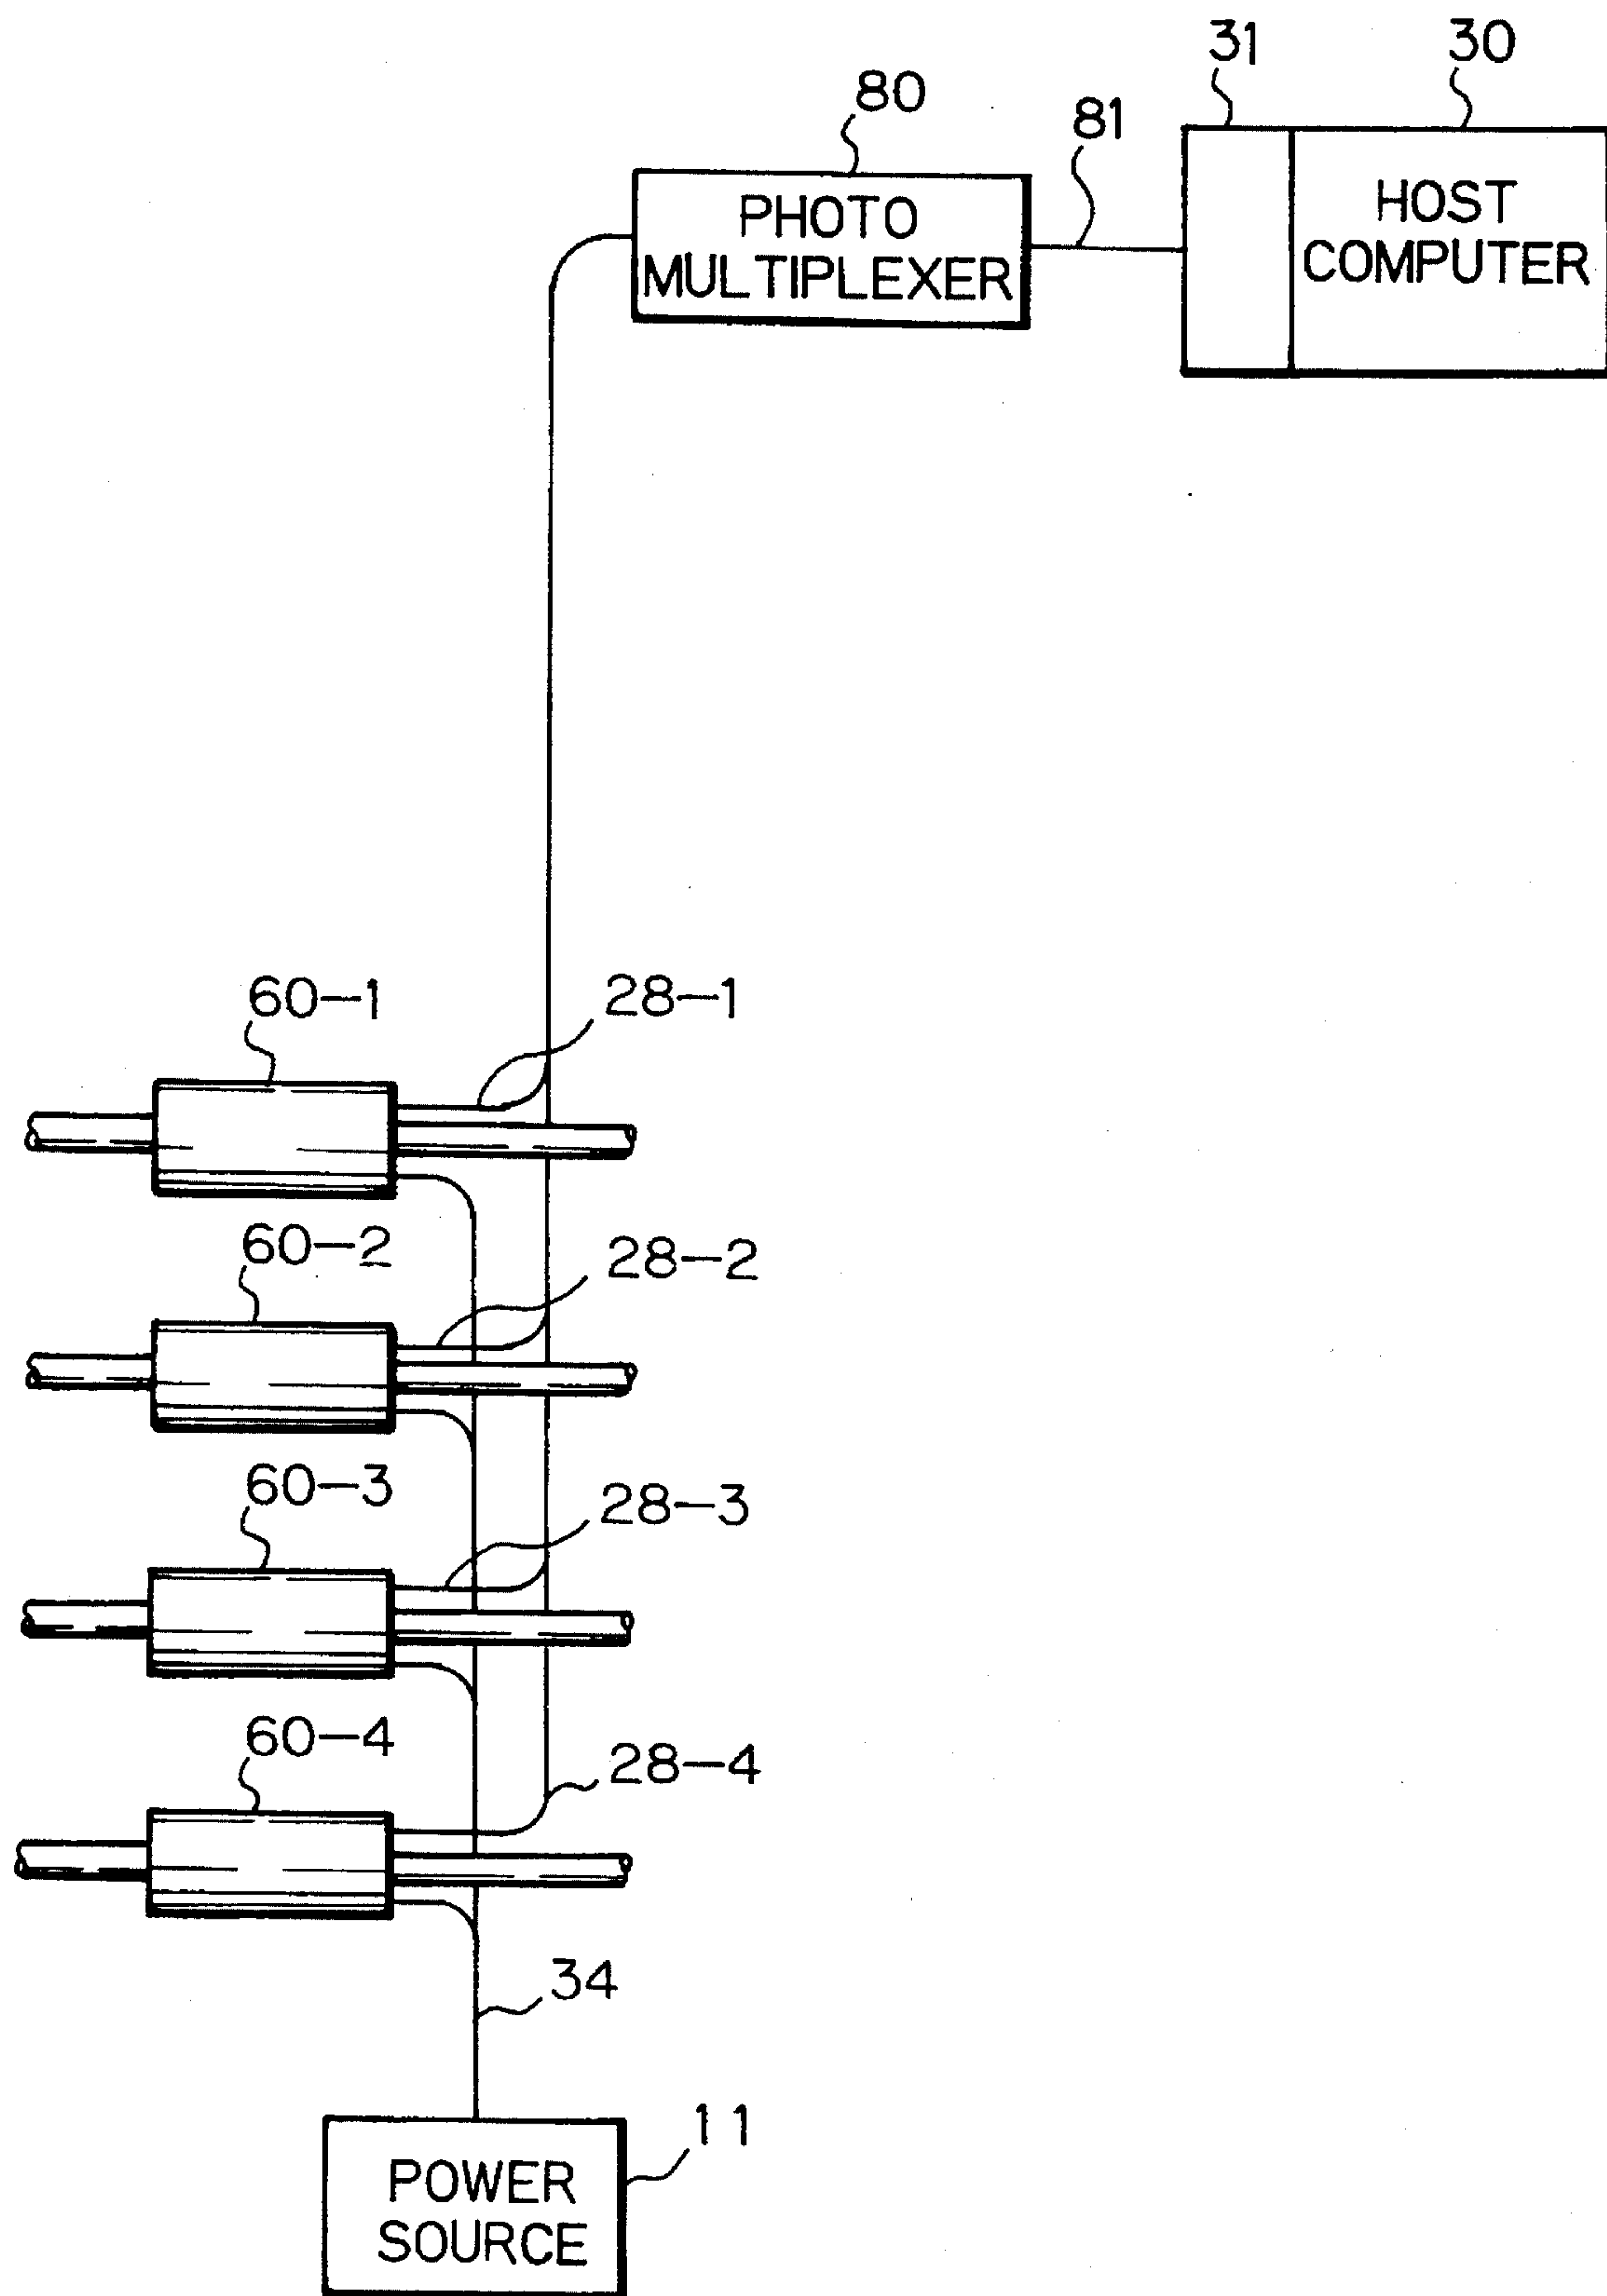 31
30
80
81
PHOTO
MULTIPLEXER
HOST
COMPUTER
60-1
28-1
60-2
28-2
60-3
28-3
60-4
28-4
34
11
POWER
SOURCE